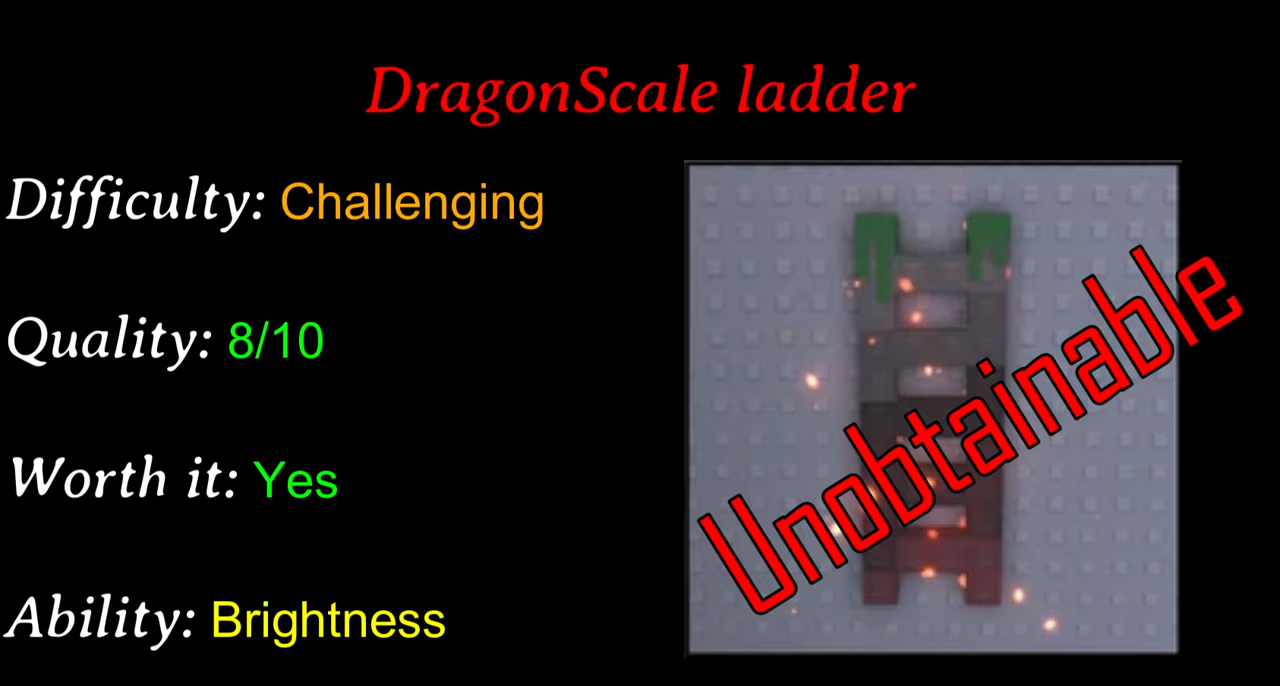 DragonScale ladder
Difficulty: Challenging
Quality: 8/10
Worth it: Yes
Ability: Brightness
Unobtainable